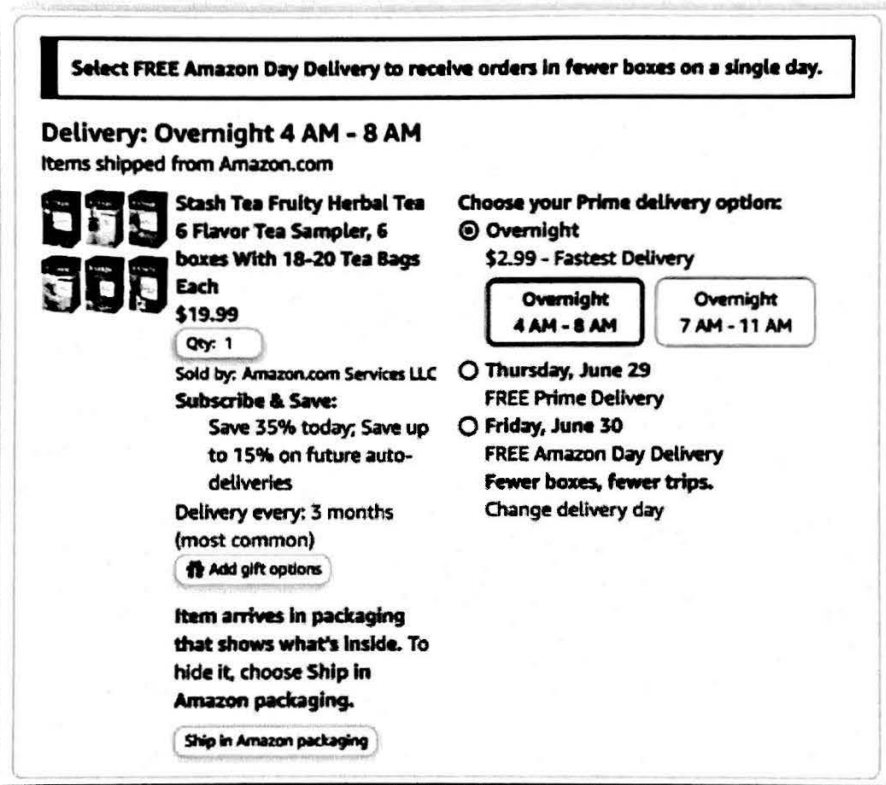 Select FREE Amazon Day Delivery to receive orders in fewer boxes on a single day.
Delivery: Overnight 4 AM - 8 AM
Items shipped from Amazon.com
Stash Tea Fruity Herbal Tea
6 Flavor Tea Sampler, 6
boxes With 18-20 Tea Bags
Each
$19.99
Qty: 1
Sold by: Amazon.com Services LLC
Subscribe & Save:
Save 35% today; Save up
to 15% on future auto-
deliveries
Delivery every: 3 months
(most common)
Add gift options
Item arrives in packaging
that shows what's inside. To
hide it, choose Ship in
Amazon packaging.
Ship in Amazon packaging
Choose your Prime delivery option:
Overnight
$2.99 - Fastest Delivery
Overnight
4 AM - 8 AM
Overnight
7 AM - 11 AM
Thursday, June 29
FREE Prime Delivery
Friday, June 30
FREE Amazon Day Delivery
Fewer boxes, fewer trips.
Change delivery day